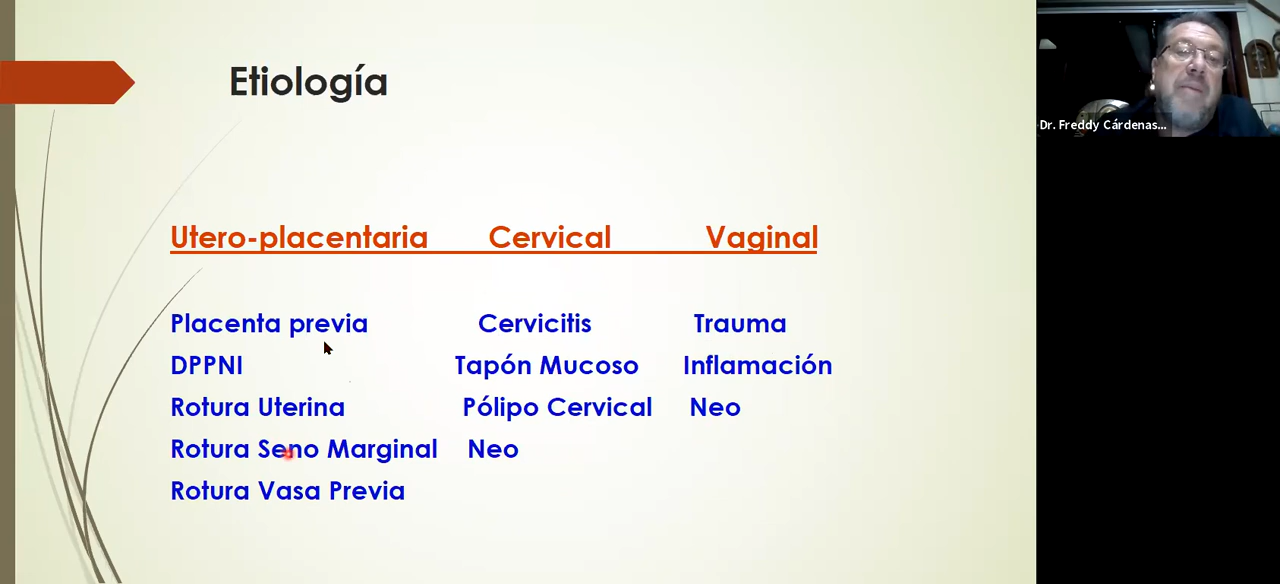 Etiología
Utero-placentaria Cervical Vaginal
Placenta previa Cervicitis Trauma
DPPNI Tapón Mucoso Inflamación
Rotura Uterina Pólipo Cervical Neo
Rotura Seno Marginal Neo
Rotura Vasa Previa
Dr. Freddy Cárdenas...